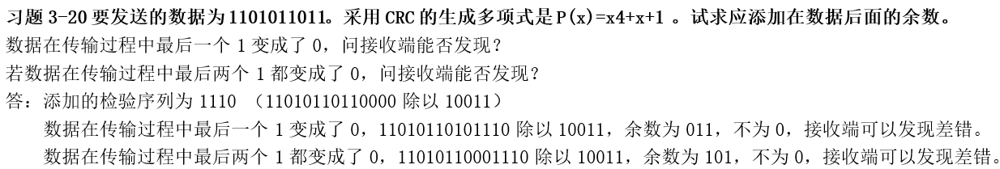 习题 3-20 要发送的数据为 1101011011。采用 CRC 的生成多项式是 P(x)=x4+x+1 。试求应添加在数据后面的余数。
数据在传输过程中最后一个 1 变成了 0，问接收端能否发现？
若数据在传输过程中最后两个 1 都变成了 0，问接收端能否发现？
答：添加的检验序列为 1110 （11010110110000 除以 10011）
数据在传输过程中最后一个 1 变成了 0，11010110101110 除以 10011，余数为 011，不为 0，接收端可以发现差错。
数据在传输过程中最后两个 1 都变成了 0，11010110001110 除以 10011，余数为 101，不为 0，接收端可以发现差错。